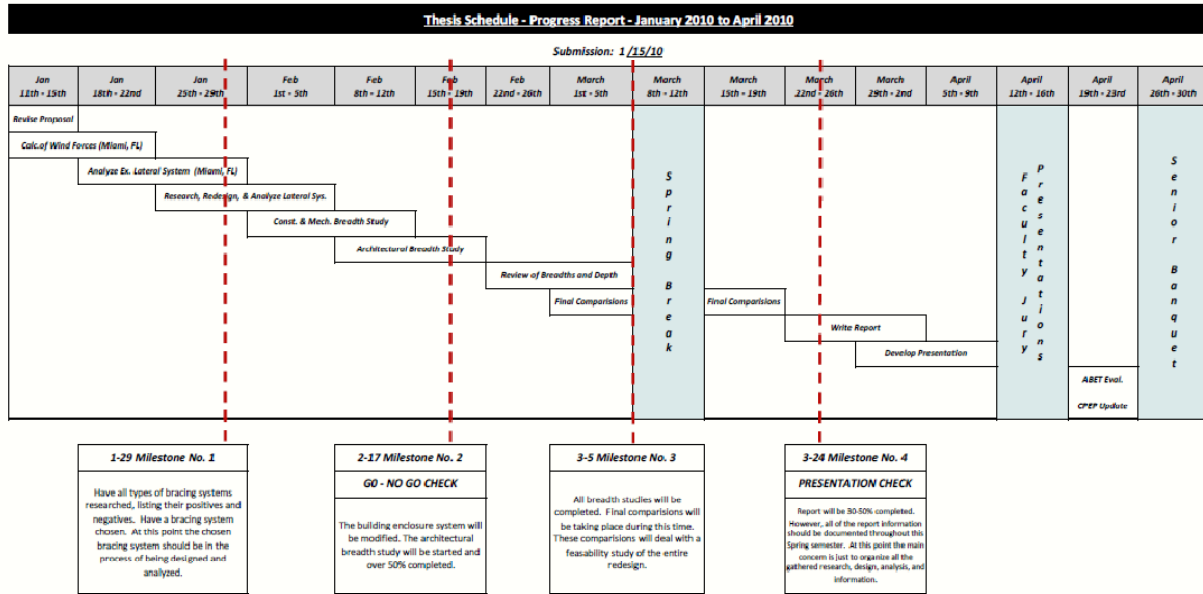 Thesis Schedule - Progress Report - January 2010 to April 2010
Submission: 1/15/10
Jan Jan Jan Feb Feb Feb Feb March March March March March April April April April
11th - 15th 18th - 22nd 25th - 29th 1st - 5th 8th - 12th 15th - 19th 22nd - 26th 1st - 5th 8th - 12th 15th - 19th 22nd - 26th 29th - 2nd 5th - 9th 12th - 16th 19th - 23rd 26th - 30th
Revise Proposal
Calc.of Wind Forces (Miami, FL)
Analyze Ex. Lateral System (Miami, FL)
Research, Redesign, & Analyze Lateral Sys.
Const. & Mech. Breadth Study
Architectural Breadth Study
Review of Breadths and Depth
Final Comparisions
Spring Break
Final Comparisions
Write Report
Develop Presentation
Faculty Jury
Presentations
ABET Eval.
CPEP Update
Senior Banquet
1-29 Milestone No. 1
Have all types of bracing systems
researched, listing their positives and
negatives. Have a bracing system
chosen. At this point the chosen
bracing system should be in the
process of being designed and
analyzed.
2-17 Milestone No. 2
GO - NO GO CHECK
The building enclosure system will
be modified. The architectural
breadth study will be started and
over 50% completed.
3-5 Milestone No. 3
All breadth studies will be
completed. Final comparisions will
be taking place during this time.
These comparisions will deal with a
feasability study of the entire
redesign.
3-24 Milestone No. 4
PRESENTATION CHECK
Report will be 30-50% completed.
However, all of the report information
should be documented throughout this
Spring semester. At this point the main
concern is just to organize all the
gathered research, design, analysis, and
information.